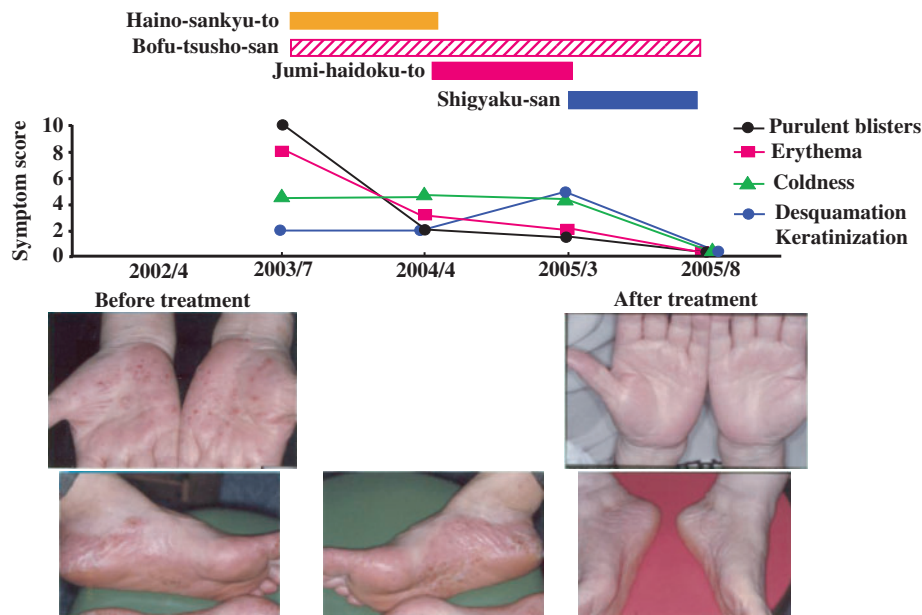 Haino-sankyu-to
Bofu-tsusho-san
Jumi-haidoku-to
Shigyaku-san
Symptom score
10
8
6
4
2
0
2002/4
2003/7
2004/4
2005/3
2005/8
Purulent blisters
Erythema
Coldness
Desquamation
Keratinization
Before treatment
After treatment